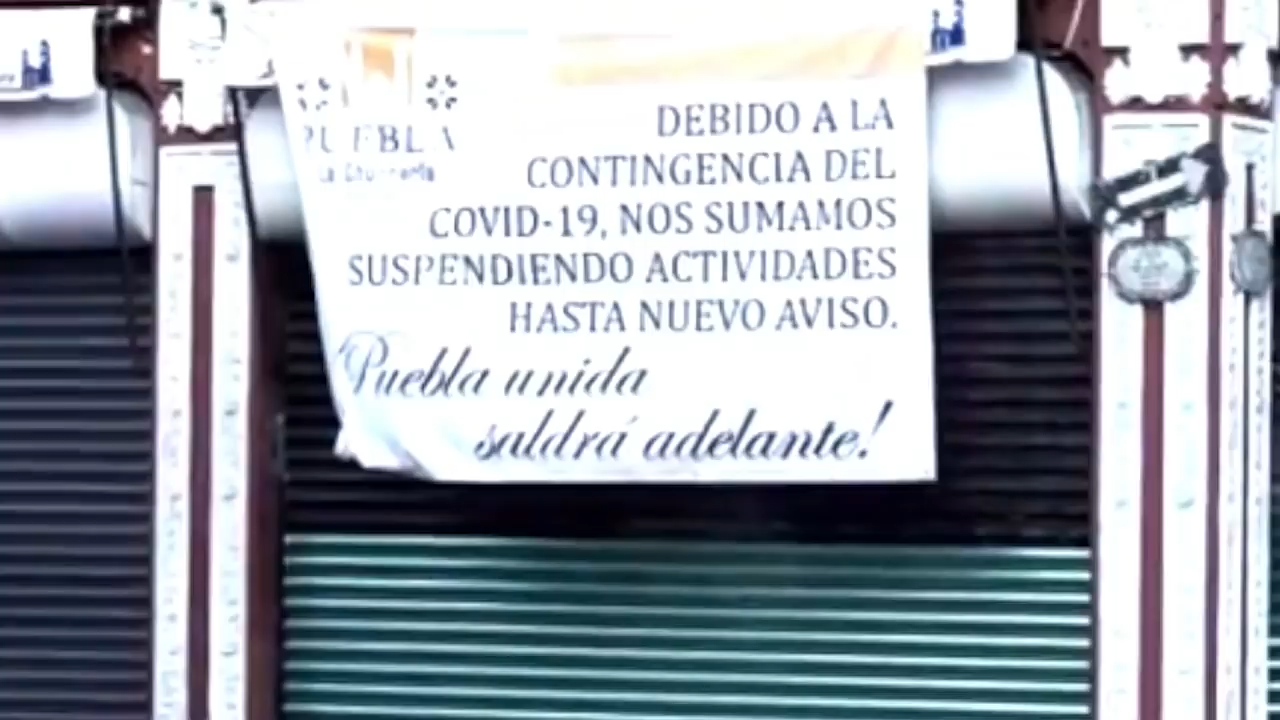 PUEBLA
DEBIDO A LA
CONTINGENCIA DEL
COVID-19, NOS SUMAMOS
SUSPENDIENDO ACTIVIDADES
HASTA NUEVO AVISO.
Puebla unida
saldrá adelante!